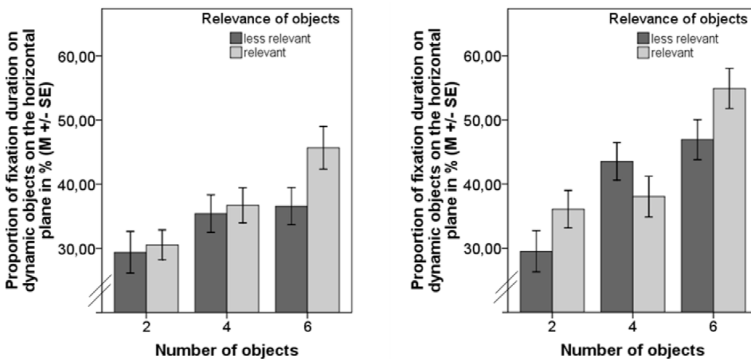 Relevance of objects
less relevant
relevant
60,00
50,00
40,00
30,00
Proportion of fixation duration on
dynamic objects on the horizontal
plane in % (M +/- SE)
2
4
6
Number of objects
Relevance of objects
less relevant
relevant
60,00
50,00
40,00
30,00
Proportion of fixation duration on
dynamic objects on the horizontal
plane in % (M +/- SE)
2
4
6
Number of objects